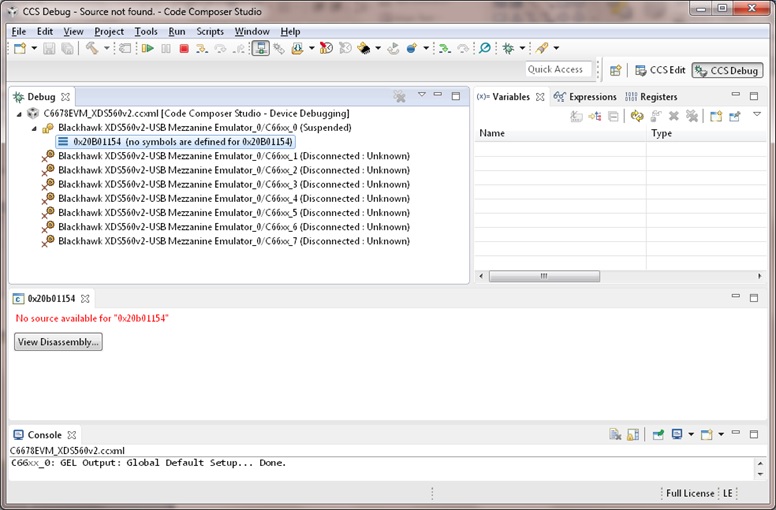 CCS Debug - Source not found. - Code Composer Studio
File Edit View Project Tools Run Scripts Window Help
Quick Access CCS Edit CCS Debug
Debug
C6678EVM_XDS560v2.ccxml [Code Composer Studio - Device Debugging]
Blackhawk XDS560v2-USB Mezzanine Emulator_0/C66xx_0 (Suspended)
0x20B01154 (no symbols are defined for 0x20B01154)
Blackhawk XDS560v2-USB Mezzanine Emulator_0/C66xx_1 (Disconnected : Unknown)
Blackhawk XDS560v2-USB Mezzanine Emulator_0/C66xx_2 (Disconnected : Unknown)
Blackhawk XDS560v2-USB Mezzanine Emulator_0/C66xx_3 (Disconnected : Unknown)
Blackhawk XDS560v2-USB Mezzanine Emulator_0/C66xx_4 (Disconnected : Unknown)
Blackhawk XDS560v2-USB Mezzanine Emulator_0/C66xx_5 (Disconnected : Unknown)
Blackhawk XDS560v2-USB Mezzanine Emulator_0/C66xx_6 (Disconnected : Unknown)
Blackhawk XDS560v2-USB Mezzanine Emulator_0/C66xx_7 (Disconnected : Unknown)
(x)= Variables Expressions Registers
Name Type
0x20b01154
No source available for "0x20b01154"
View Disassembly...
Console
C6678EVM_XDS560v2.ccxml
C66xx_0: GEL Output: Global Default Setup... Done.
Full License LE